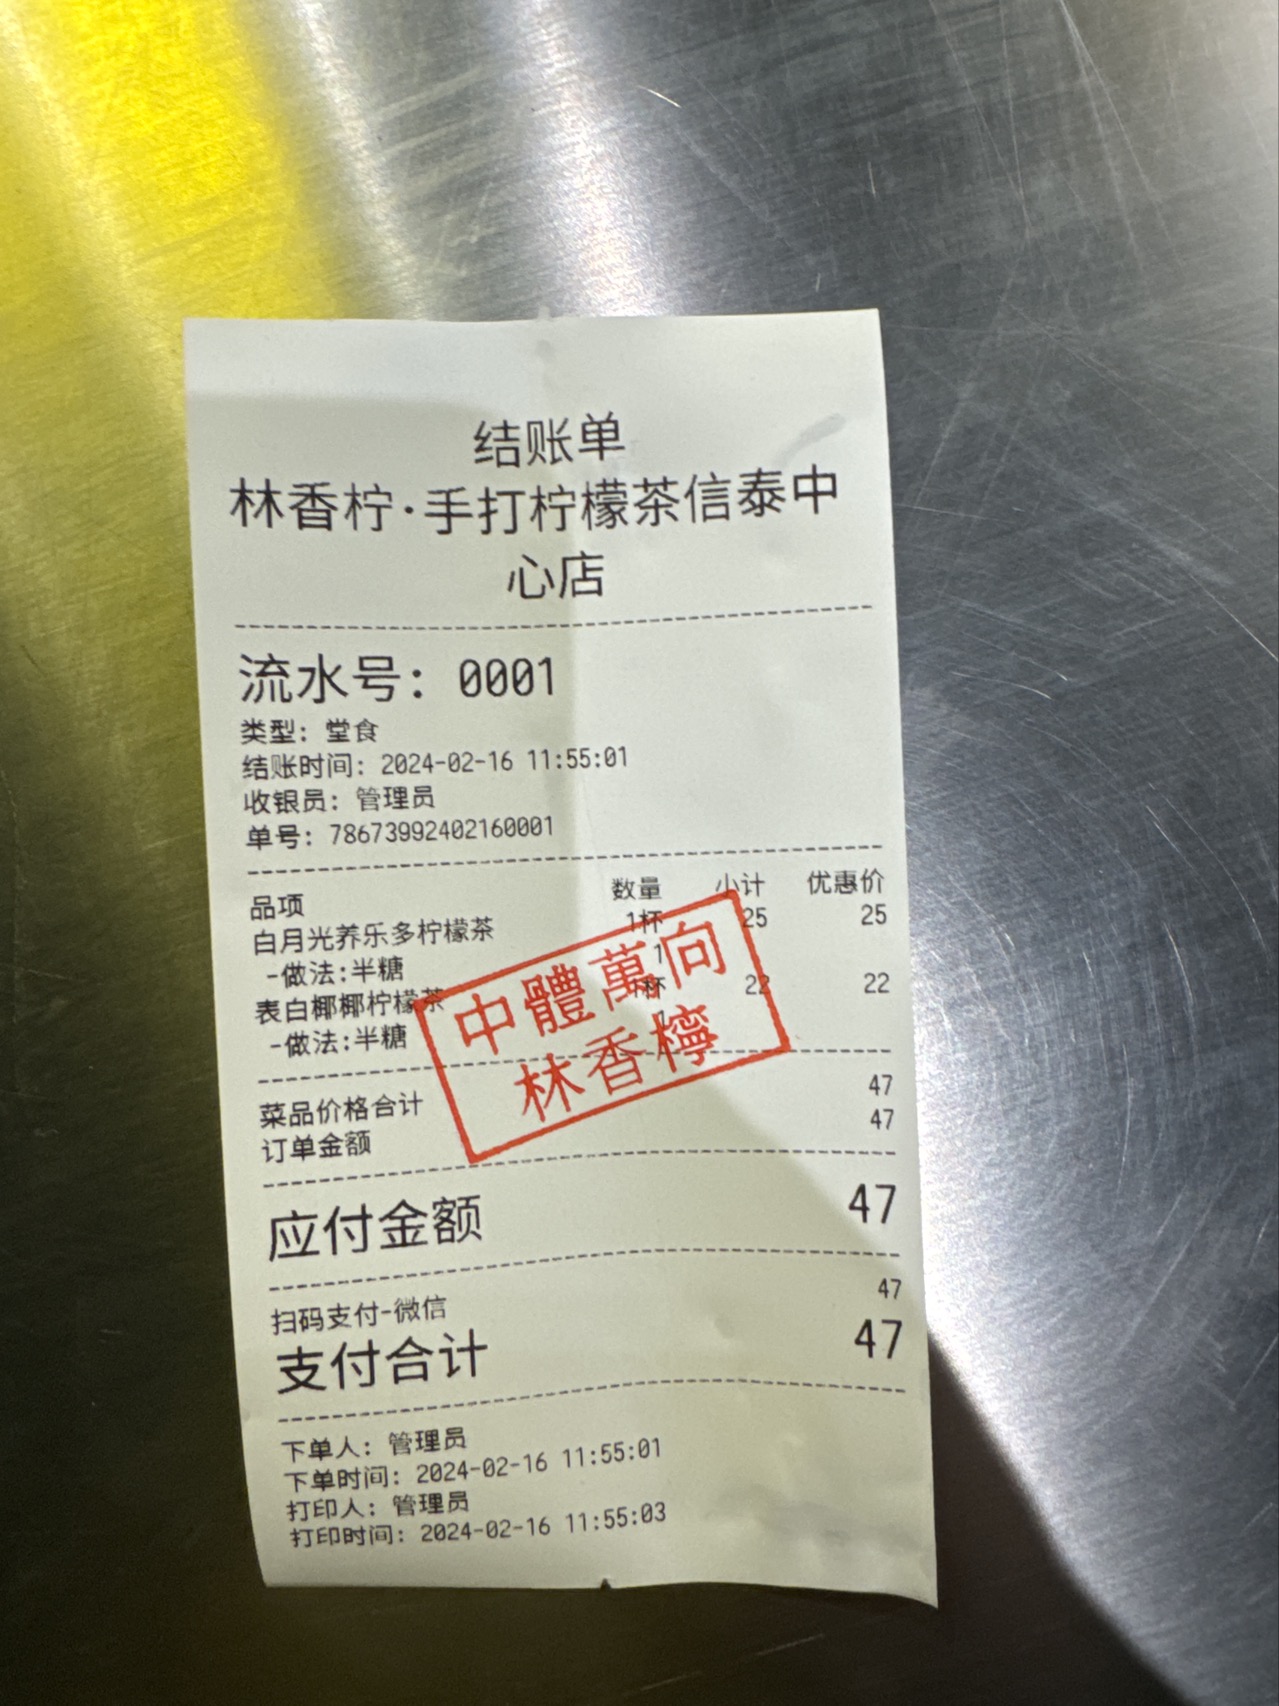 结账单
林香柠·手打柠檬茶信泰中
心店
流水号：0001
类型：堂食
结账时间：2024-02-16 11:55:01
收银员：管理员
单号：78673992402160001
品项 数量 小计 优惠价
白月光养乐多柠檬茶 1杯 25 25
-做法:半糖 1
表白椰椰柠檬茶 1杯 22 22
-做法:半糖 1
中體萬向
林香檸
菜品价格合计 47
订单金额 47
应付金额 47
扫码支付-微信 47
支付合计 47
下单人：管理员
下单时间：2024-02-16 11:55:01
打印人：管理员
打印时间：2024-02-16 11:55:03